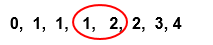 0, 1, 1, 1, 2, 2, 3, 4